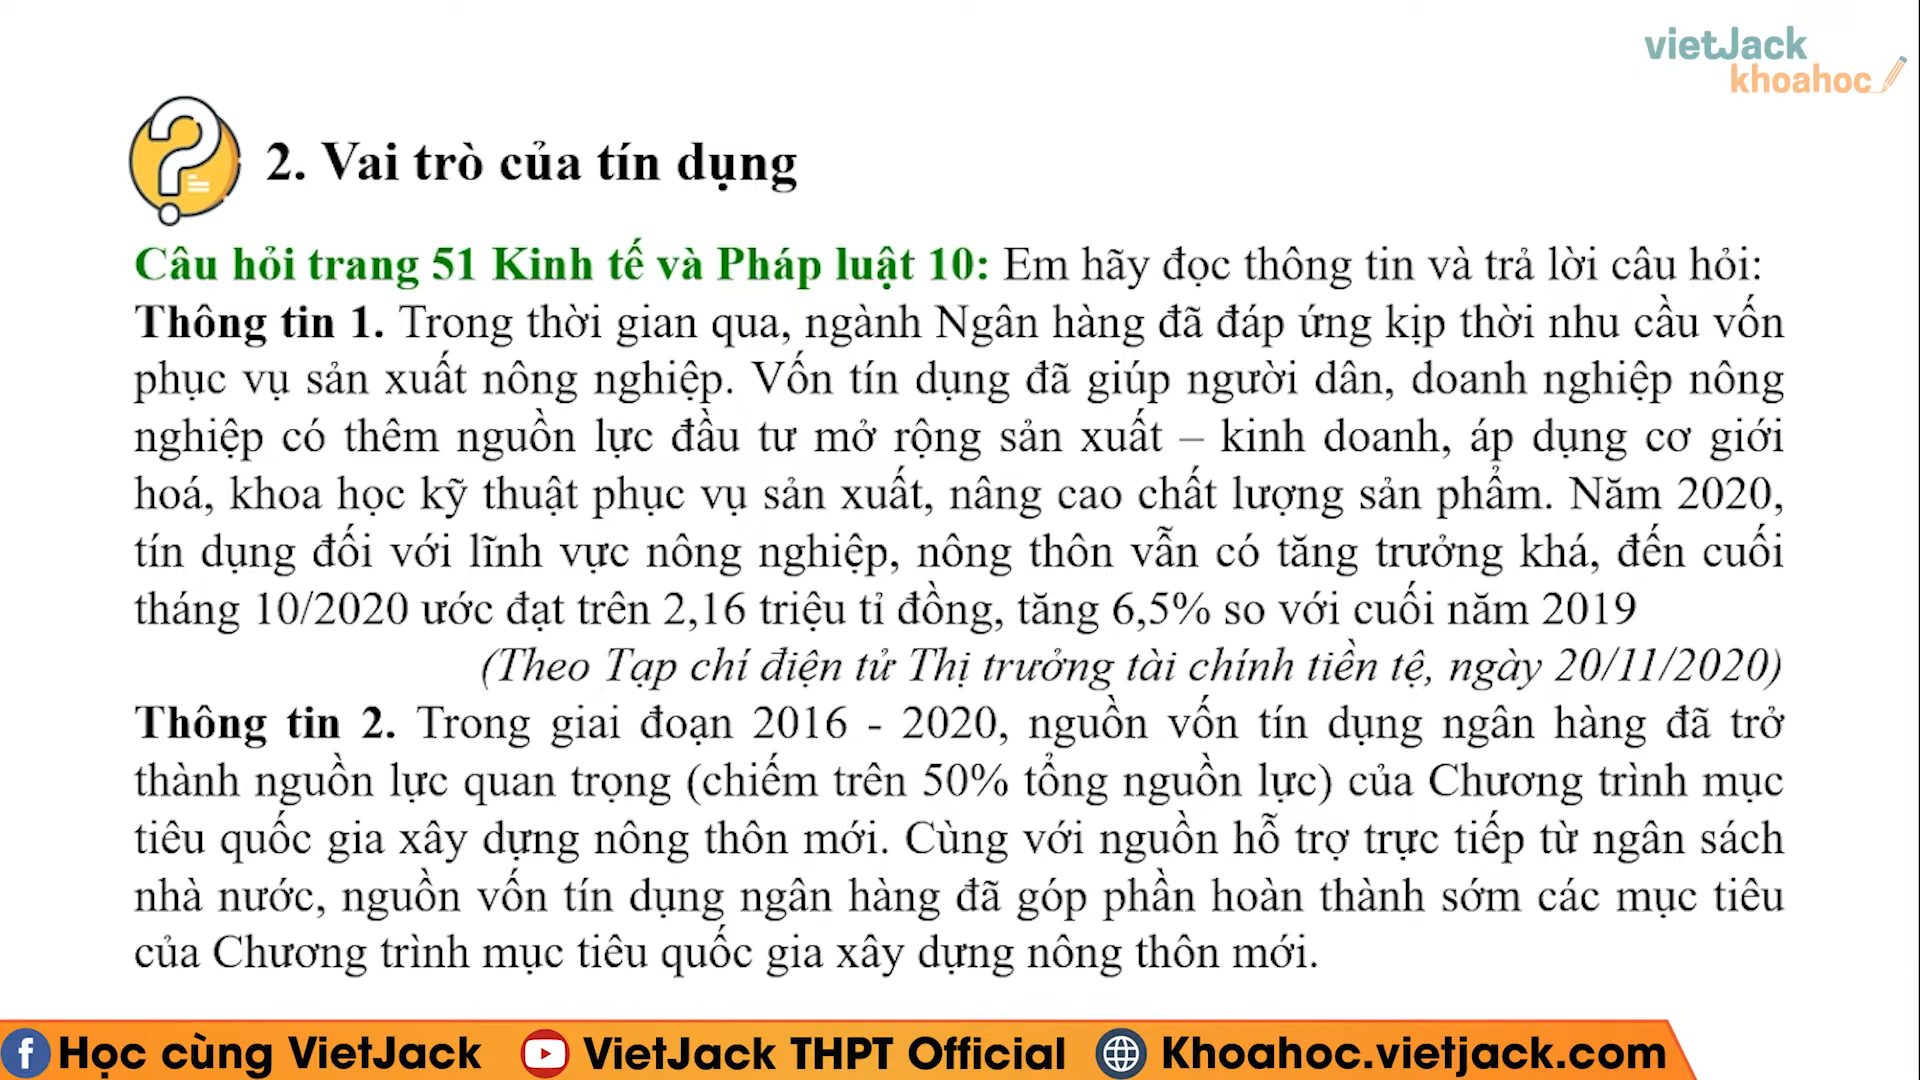 vietJack
khoahoc
2. Vai trò của tín dụng
Câu hỏi trang 51 Kinh tế và Pháp luật 10: Em hãy đọc thông tin và trả lời câu hỏi:
Thông tin 1. Trong thời gian qua, ngành Ngân hàng đã đáp ứng kịp thời nhu cầu vốn
phục vụ sản xuất nông nghiệp. Vốn tín dụng đã giúp người dân, doanh nghiệp nông
nghiệp có thêm nguồn lực đầu tư mở rộng sản xuất – kinh doanh, áp dụng cơ giới
hoá, khoa học kỹ thuật phục vụ sản xuất, nâng cao chất lượng sản phẩm. Năm 2020,
tín dụng đối với lĩnh vực nông nghiệp, nông thôn vẫn có tăng trưởng khá, đến cuối
tháng 10/2020 ước đạt trên 2,16 triệu tỉ đồng, tăng 6,5% so với cuối năm 2019
(Theo Tạp chí điện tử Thị trưởng tài chính tiền tệ, ngày 20/11/2020)
Thông tin 2. Trong giai đoạn 2016 - 2020, nguồn vốn tín dụng ngân hàng đã trở
thành nguồn lực quan trọng (chiếm trên 50% tổng nguồn lực) của Chương trình mục
tiêu quốc gia xây dựng nông thôn mới. Cùng với nguồn hỗ trợ trực tiếp từ ngân sách
nhà nước, nguồn vốn tín dụng ngân hàng đã góp phần hoàn thành sớm các mục tiêu
của Chương trình mục tiêu quốc gia xây dựng nông thôn mới.
Học cùng VietJack VietJack THPT Official Khoahoc.vietjack.com